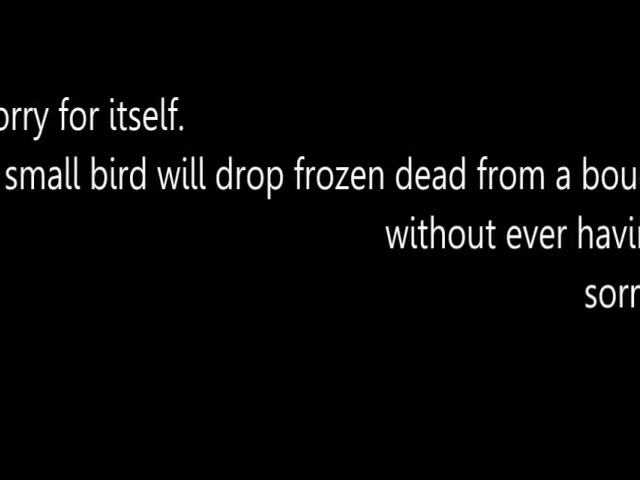 orry for itself.
small bird will drop frozen dead from a bou
without ever havi
sorr